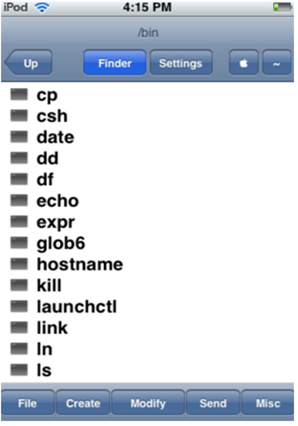 iPod 4:15 PM
/bin
Up Finder Settings ~
cp
csh
date
dd
df
echo
expr
glob6
hostname
kill
launchctl
link
ln
ls
File Create Modify Send Misc